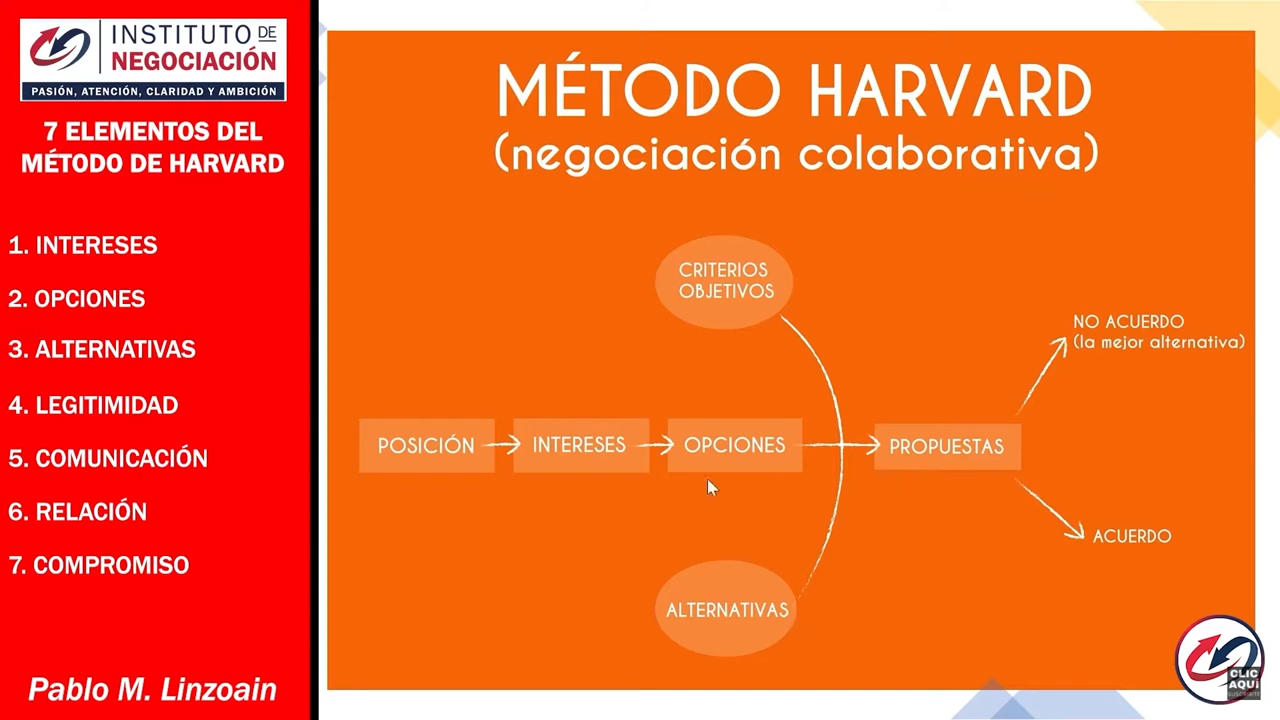 INSTITUTO DE
NEGOCIACIÓN
PASIÓN, ATENCIÓN, CLARIDAD Y AMBICIÓN
7 ELEMENTOS DEL
MÉTODO DE HARVARD
1. INTERESES
2. OPCIONES
3. ALTERNATIVAS
4. LEGITIMIDAD
5. COMUNICACIÓN
6. RELACIÓN
7. COMPROMISO
Pablo M. Linzoain
MÉTODO HARVARD
(negociación colaborativa)
CRITERIOS
OBJETIVOS
NO ACUERDO
(la mejor alternativa)
POSICIÓN
INTERESES
OPCIONES
PROPUESTAS
ACUERDO
ALTERNATIVAS
CLIC
AQUÍ